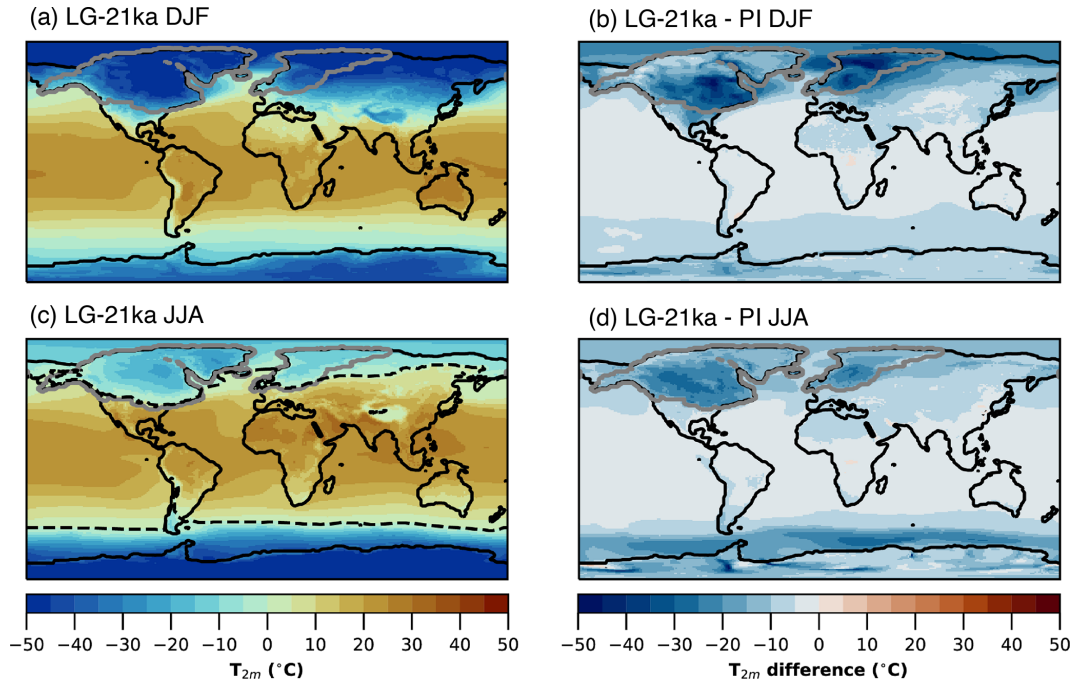 (a) LG-21ka DJF
(b) LG-21ka - PI DJF
(c) LG-21ka JJA
(d) LG-21ka - PI JJA
−50 −40 −30 −20 −10 0 10 20 30 40 50
T2m (°C)
−50 −40 −30 −20 −10 0 10 20 30 40 50
T2m difference (°C)